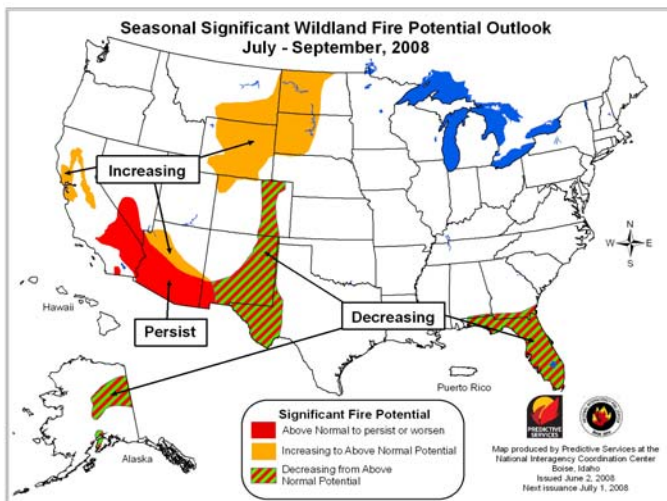 Seasonal Significant Wildland Fire Potential Outlook
July - September, 2008
Increasing
N
W E
S
Hawaii
Persist
Decreasing
Puerto Rico
Alaska
Significant Fire Potential
Above Normal to persist or worsen
Increasing to Above Normal Potential
Decreasing from Above
Normal Potential
PREDICTIVE
SERVICES
Map produced by Predictive Services at the
National Interagency Coordination Center
Boise, Idaho
Issued June 2, 2008
Next issuance Jully 1, 2008